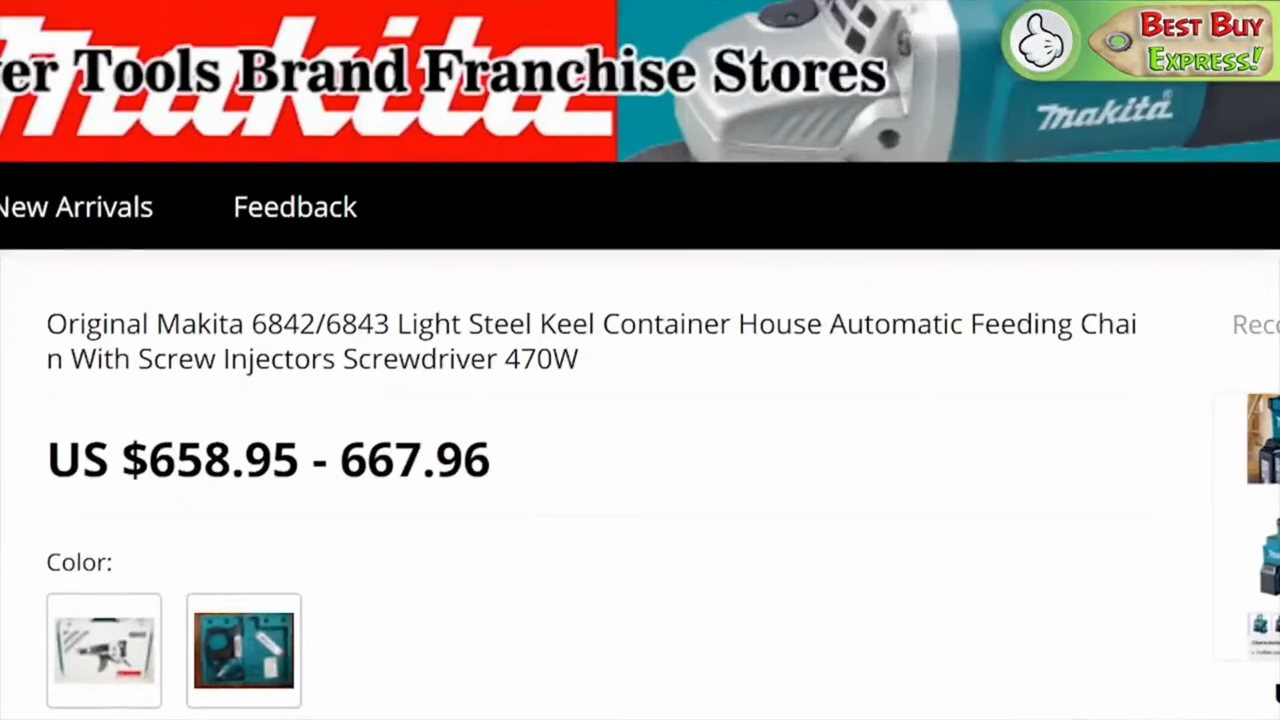 Makita
er Tools Brand Franchise Stores
makita
BEST BUY
EXPRESS!
New Arrivals
Feedback
Original Makita 6842/6843 Light Steel Keel Container House Automatic Feeding Chai
n With Screw Injectors Screwdriver 470W
Rec
US $658.95 - 667.96
Color: